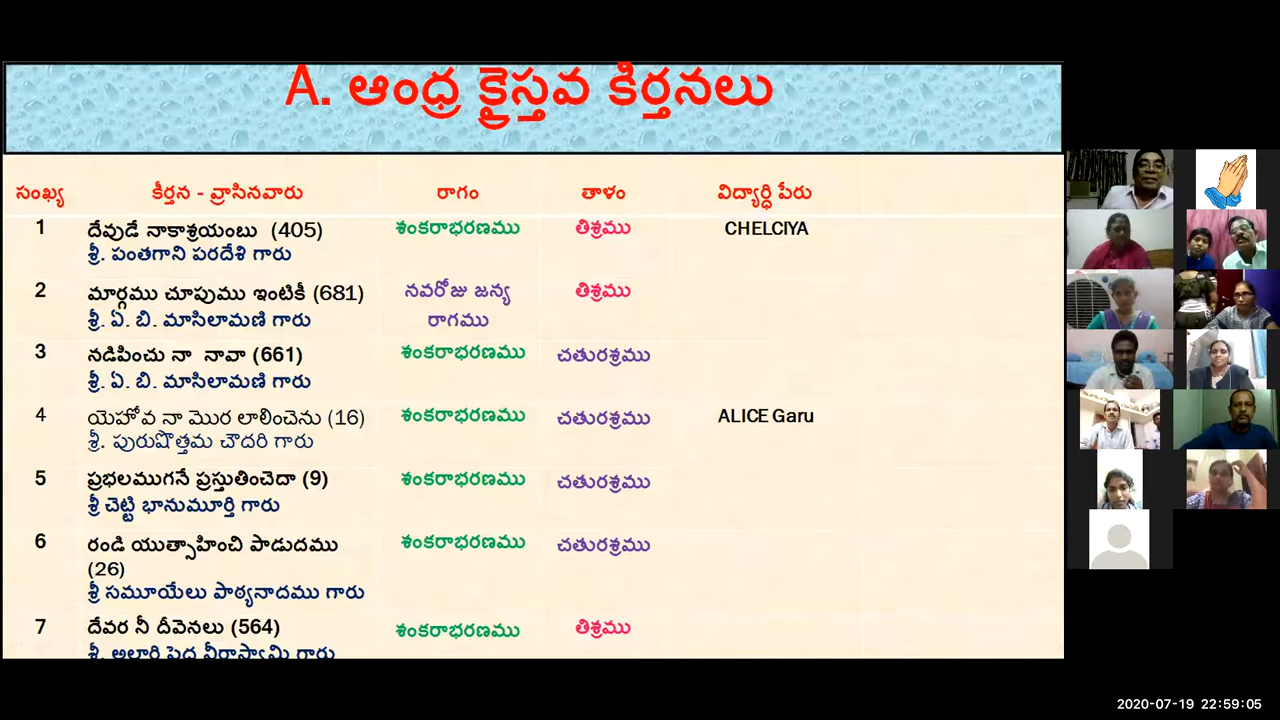 A. ఆంధ్ర క్రైస్తవ కీర్తనలు
సంఖ్య కీర్తన - వ్రాసినవారు రాగం తాళం విద్యార్ధి పేరు
1 దేవుడే నాకాశ్రయంబు (405) శంకరాభరణము తిశ్రము CHELCIYA
శ్రీ. పంతగాని పరదేశి గారు
2 మార్గము చూపుము ఇంటికీ (681) నవరోజు జన్య తిశ్రము
శ్రీ. ఏ. బి. మాసిలామణి గారు రాగము
3 నడిపించు నా నావా (661) శంకరాభరణము చతురశ్రము
శ్రీ. ఏ. బి. మాసిలామణి గారు
4 యెహోవ నా మొర లాలించెను (16) శంకరాభరణము చతురశ్రము ALICE Garu
శ్రీ. పురుషొత్తమ చౌదరి గారు
5 ప్రభలముగనే ప్రస్తుతించెదా (9) శంకరాభరణము చతురశ్రము
శ్రీ చెట్టి భానుమూర్తి గారు
6 రండి యుత్సాహించి పాడుదము శంకరాభరణము చతురశ్రము
(26)
శ్రీ సమూయేలు పాఠ్యనాదము గారు
7 దేవర నీ దీవెనలు (564) శంకరాభరణము తిశ్రము
శ్రీ. గారు
2020-07-19 22:59:05